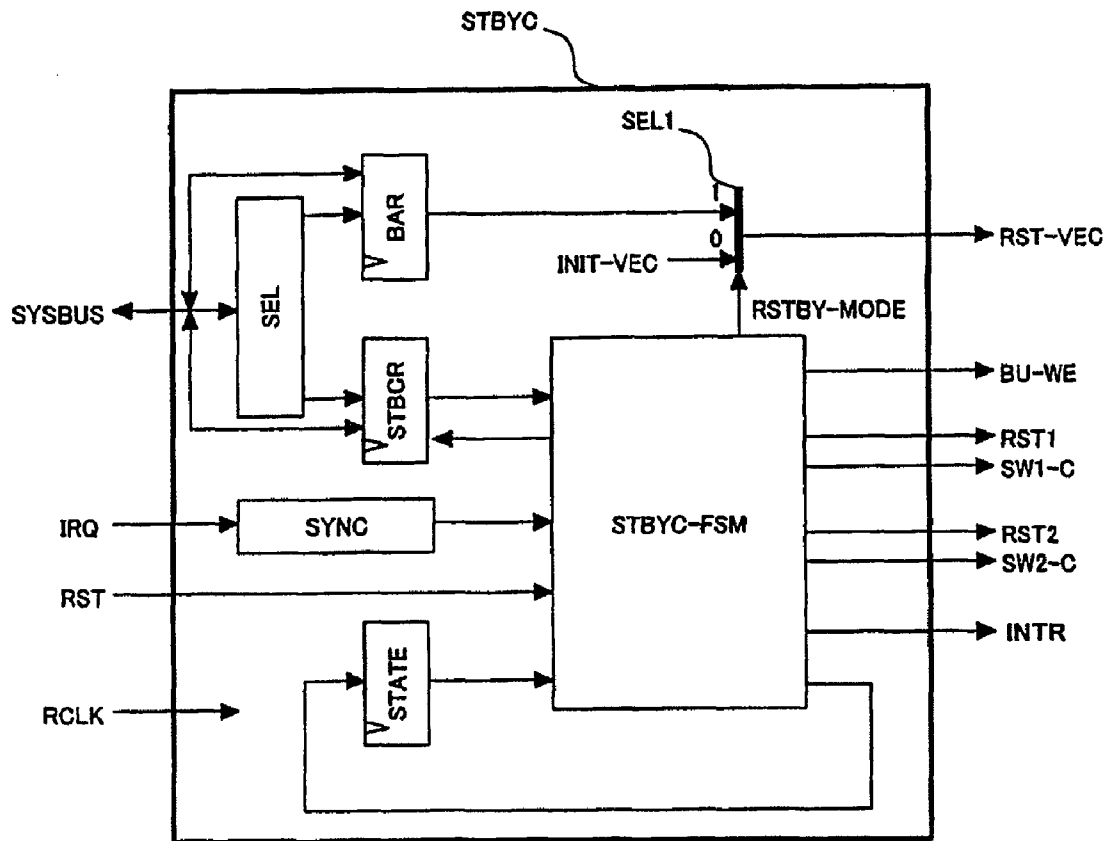 STBYC
SEL1
BAR
1
SEL
0
RST-VEC
INIT-VEC
SYSBUS
RSTBY-MODE
STBCR
BU-WE
RST1
SW1-C
IRQ
SYNC
STBYC-FSM
RST2
SW2-C
RST
INTR
STATE
RCLK